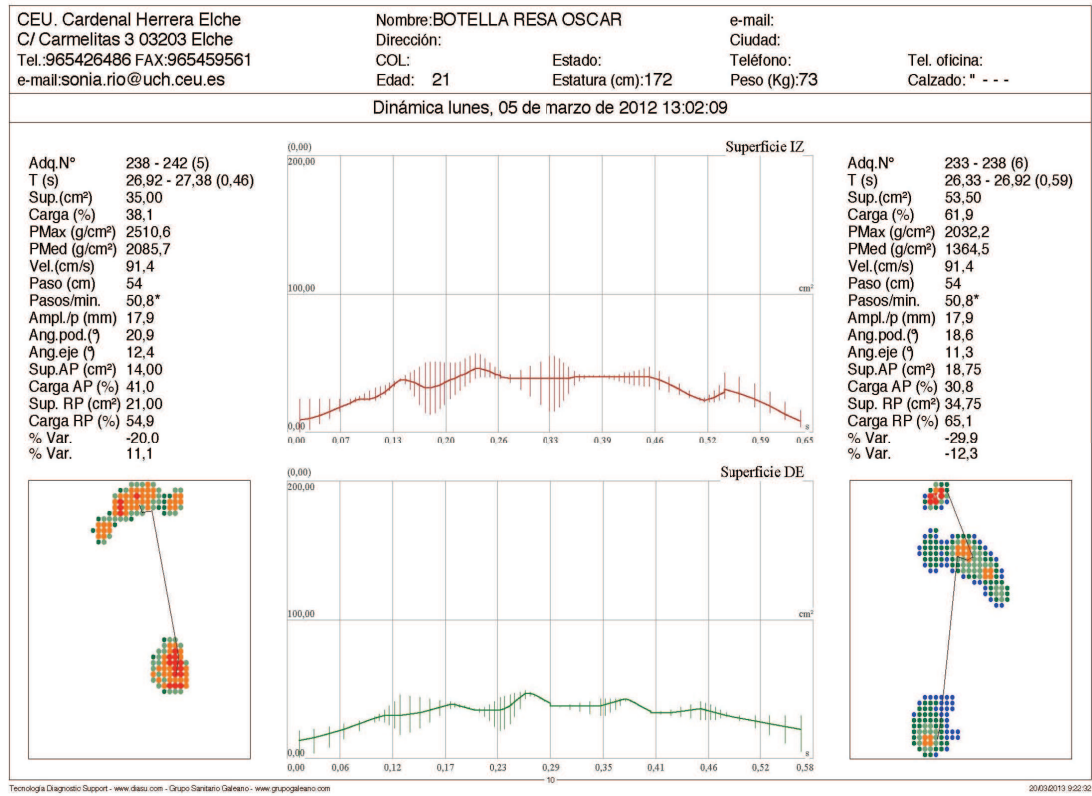 CEU. Cardenal Herrera Elche
C/ Carmelitas 3 03203 Elche
Tel.:965426486 FAX:965459561
e-mail:sonia.rio@uch.ceu.es
Nombre:BOTELLA RESA OSCAR
Dirección:
COL: Estado:
Edad: 21 Estatura (cm):172
e-mail:
Ciudad:
Teléfono: Tel. oficina:
Peso (Kg):73 Calzado: " - - -
Dinámica lunes, 05 de marzo de 2012 13:02:09
Adq.N° 238 - 242 (5)
T (s) 26,92 - 27,38 (0,46)
Sup.(cm²) 35,00
Carga (%) 38,1
PMax (g/cm²) 2510,6
PMed (g/cm²) 2085,7
Vel.(cm/s) 91,4
Paso (cm) 54
Pasos/min. 50,8*
Ampl./p (mm) 17,9
Ang.pod.(º) 20,9
Ang.eje (º) 12,4
Sup.AP (cm²) 14,00
Carga AP (%) 41,0
Sup. RP (cm²) 21,00
Carga RP (%) 54,9
% Var. -20,0
% Var. 11,1
(0,00) Superficie IZ
200,00
100,00 cm²
0,00 s
0,00 0,07 0,13 0,20 0,26 0,33 0,39 0,46 0,52 0,59 0,65
(0,00) Superficie DE
200,00
100,00 cm²
0,00 s
0,00 0,06 0,12 0,17 0,23 0,29 0,35 0,41 0,46 0,52 0,58
Adq.N° 233 - 238 (6)
T (s) 26,33 - 26,92 (0,59)
Sup.(cm²) 53,50
Carga (%) 61,9
PMax (g/cm²) 2032,2
PMed (g/cm²) 1364,5
Vel.(cm/s) 91,4
Paso (cm) 54
Pasos/min. 50,8*
Ampl./p (mm) 17,9
Ang.pod.(º) 18,6
Ang.eje (º) 11,3
Sup.AP (cm²) 18,75
Carga AP (%) 30,8
Sup. RP (cm²) 34,75
Carga RP (%) 65,1
% Var. -29,9
% Var. -12,3
10
Tecnología Diagnostic Support - www.diasu.com - Grupo Sanitario Galeano - www.grupogaleano.com
20/03/2013 9:22:02